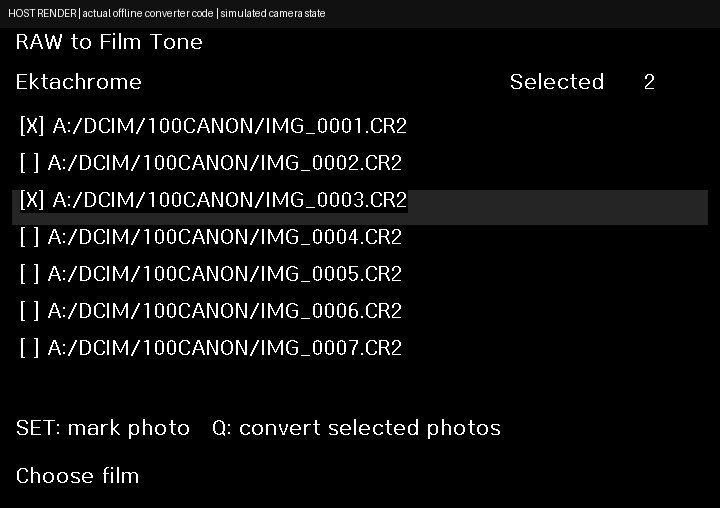 HOST RENDER | actual offline converter code | simulated camera state
RAW to Film Tone
Ektachrome Selected 2
[X] A:/DCIM/100CANON/IMG_0001.CR2
[ ] A:/DCIM/100CANON/IMG_0002.CR2
[X] A:/DCIM/100CANON/IMG_0003.CR2
[ ] A:/DCIM/100CANON/IMG_0004.CR2
[ ] A:/DCIM/100CANON/IMG_0005.CR2
[ ] A:/DCIM/100CANON/IMG_0006.CR2
[ ] A:/DCIM/100CANON/IMG_0007.CR2
SET: mark photo Q: convert selected photos
Choose film